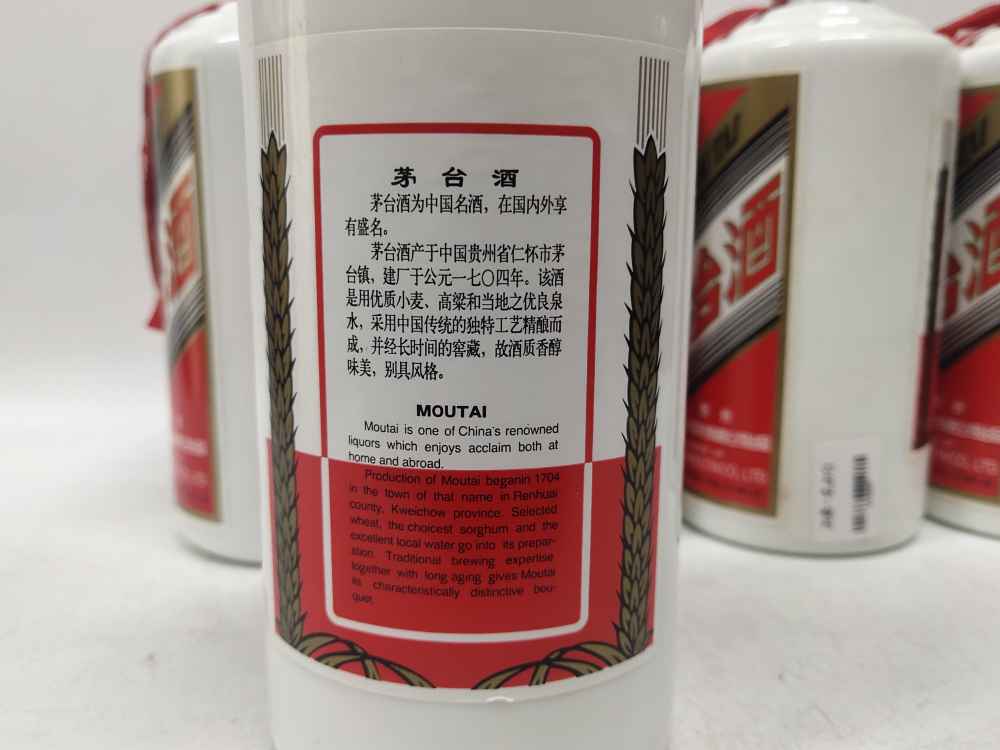 茅台酒
茅台酒为中国名酒，在国内外享
有盛名。
茅台酒产于中国贵州省仁怀市茅
台镇，建厂于公元一七〇四年。该酒
是用优质小麦、高粱和当地之优良泉
水，采用中国传统的独特工艺精酿而
成，并经长时间的窖藏，故酒质香醇
味美，别具风格。
MOUTAI
Moutai is one of China's renowned
liquors which enjoys acclaim both at
home and abroad.
Production of Moutai beganin 1704
in the town of that name in Renhuai
county, Kweichow province. Selected
wheat, the choicest sorghum and the
excellent local water go into its prepar-
ation. Traditional brewing expertise
together with long aging gives Moutai
its characteristically distinctive bou-
quet.
酒
台酒
酒